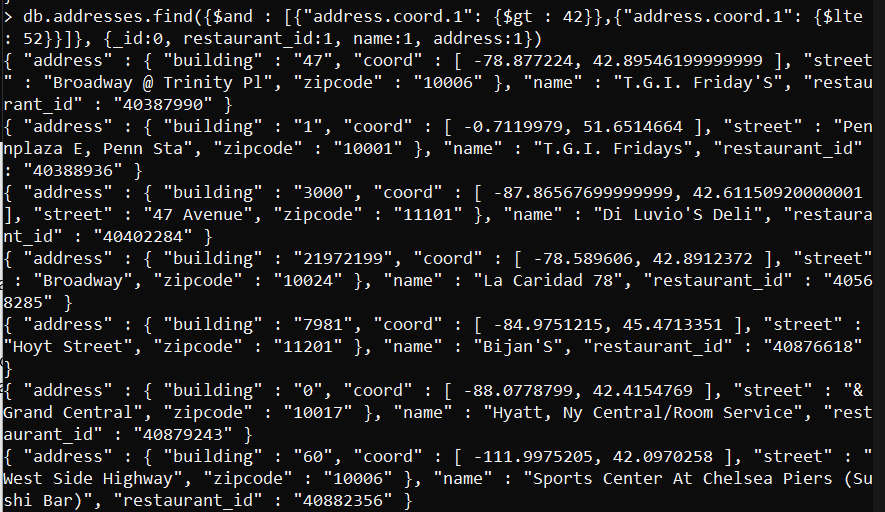 > db.addresses.find({$and : [{"address.coord.1": {$gt : 42}},{"address.coord.1": {$lte
: 52}}]}, {_id:0, restaurant_id:1, name:1, address:1})
{ "address" : { "building" : "47", "coord" : [ -78.877224, 42.89546199999999 ], "street
" : "Broadway @ Trinity Pl", "zipcode" : "10006" }, "name" : "T.G.I. Friday'S", "restau
rant_id" : "40387990" }
{ "address" : { "building" : "1", "coord" : [ -0.7119979, 51.6514664 ], "street" : "Pen
nplaza E, Penn Sta", "zipcode" : "10001" }, "name" : "T.G.I. Fridays", "restaurant_id"
: "40388936" }
{ "address" : { "building" : "3000", "coord" : [ -87.86567699999999, 42.61150920000001
], "street" : "47 Avenue", "zipcode" : "11101" }, "name" : "Di Luvio'S Deli", "restaura
nt_id" : "40402284" }
{ "address" : { "building" : "21972199", "coord" : [ -78.589606, 42.8912372 ], "street"
: "Broadway", "zipcode" : "10024" }, "name" : "La Caridad 78", "restaurant_id" : "4056
8285" }
{ "address" : { "building" : "7981", "coord" : [ -84.9751215, 45.4713351 ], "street" :
"Hoyt Street", "zipcode" : "11201" }, "name" : "Bijan'S", "restaurant_id" : "40876618"
}
{ "address" : { "building" : "0", "coord" : [ -88.0778799, 42.4154769 ], "street" : "&
Grand Central", "zipcode" : "10017" }, "name" : "Hyatt, Ny Central/Room Service", "rest
aurant_id" : "40879243" }
{ "address" : { "building" : "60", "coord" : [ -111.9975205, 42.0970258 ], "street" : "
West Side Highway", "zipcode" : "10006" }, "name" : "Sports Center At Chelsea Piers (Su
shi Bar)", "restaurant_id" : "40882356" }